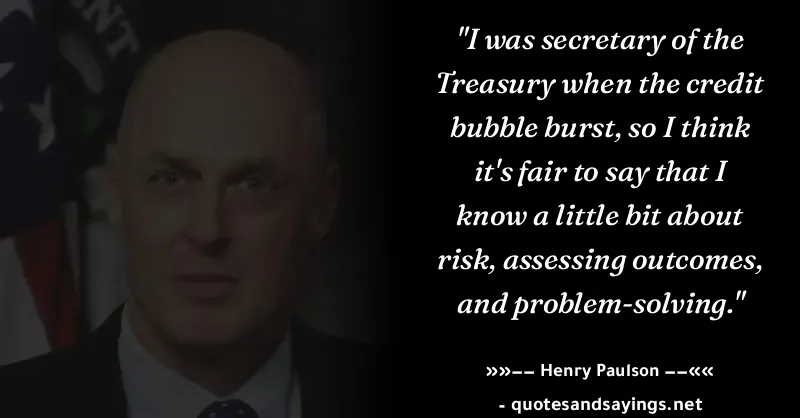 NT
"I was secretary of the
Treasury when the credit
bubble burst, so I think
it's fair to say that I
know a little bit about
risk, assessing outcomes,
and problem-solving."
»»—— Henry Paulson ——««
- quotesandsayings.net